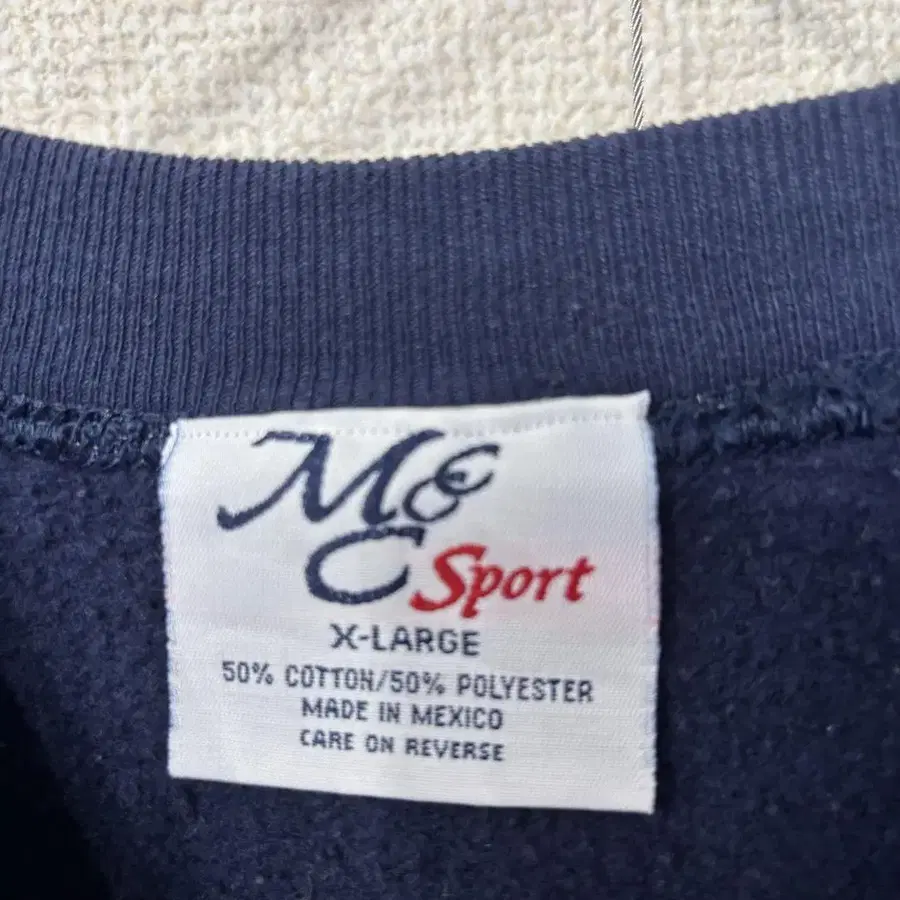 M&C Sport
X-LARGE
50% COTTON/50% POLYESTER
MADE IN MEXICO
CARE ON REVERSE